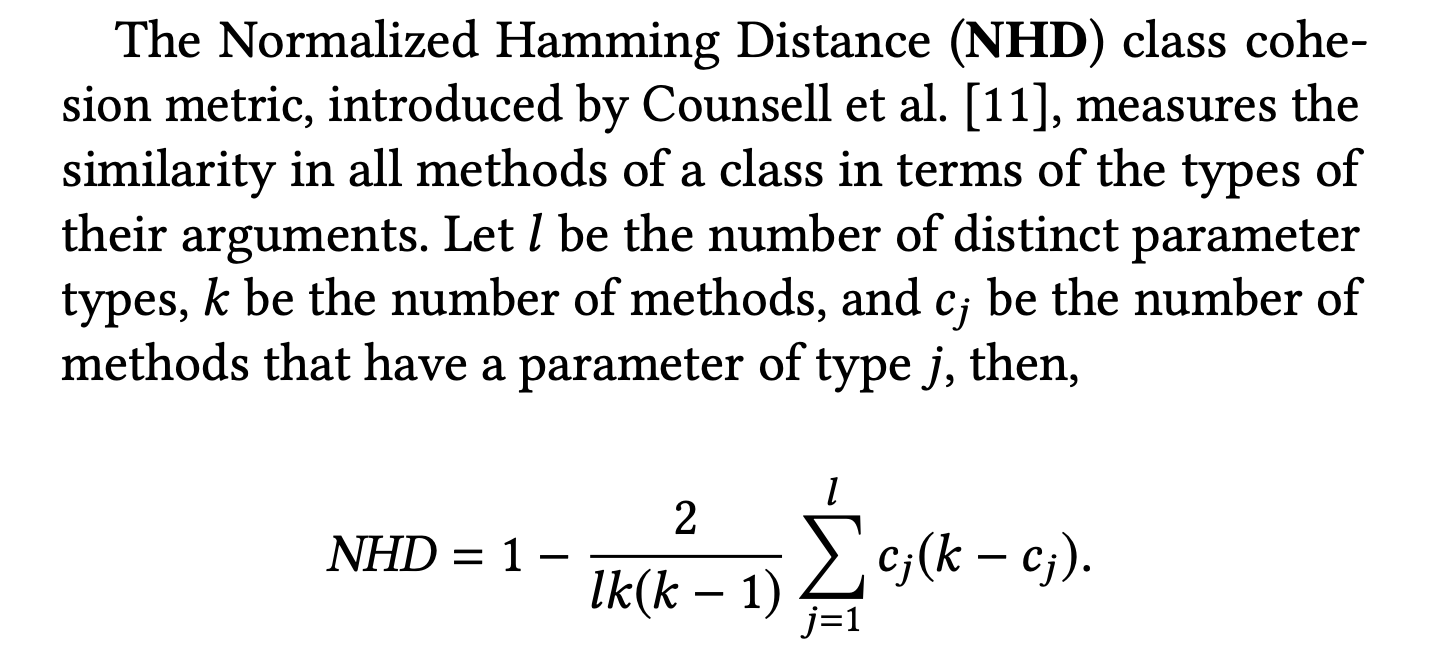 The Normalized Hamming Distance (NHD) class cohe-
sion metric, introduced by Counsell et al. [11], measures the
similarity in all methods of a class in terms of the types of
their arguments. Let l be the number of distinct parameter
types, k be the number of methods, and c_j be the number of
methods that have a parameter of type j, then,
NHD = 1 − \frac{2}{lk(k − 1)} \sum_{j=1}^{l} c_j(k − c_j).